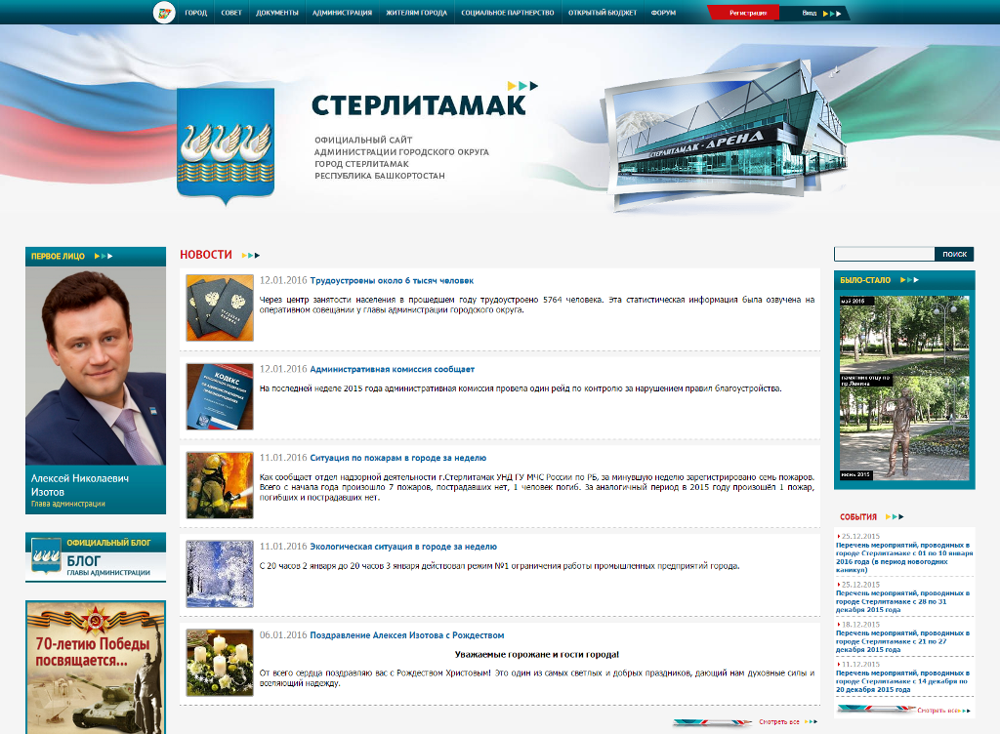 ГОРОД СОВЕТ ДОКУМЕНТЫ АДМИНИСТРАЦИЯ ЖИТЕЛЯМ ГОРОДА СОЦИАЛЬНОЕ ПАРТНЕРСТВО ОТКРЫТЫЙ БЮДЖЕТ ФОРУМ Регистрация Вход
СТЕРЛИТАМАК
ОФИЦИАЛЬНЫЙ САЙТ
АДМИНИСТРАЦИИ ГОРОДСКОГО ОКРУГА
ГОРОД СТЕРЛИТАМАК
РЕСПУБЛИКА БАШКОРТОСТАН
СТЕРЛИТАМАК-АРЕНА
ПЕРВОЕ ЛИЦО
Алексей Николаевич
Изотов
Глава администрации
ОФИЦИАЛЬНЫЙ БЛОГ
БЛОГ
ГЛАВЫ АДМИНИСТРАЦИИ
70-летию Победы
посвящается...
НОВОСТИ
12.01.2016 Трудоустроены около 6 тысяч человек
Через центр занятости населения в прошедшем году трудоустроено 5764 человека. Эта статистическая информация была озвучена на
оперативном совещании у главы администрации городского округа.
КОДЕКС
12.01.2016 Административная комиссия сообщает
На последней неделе 2015 года административная комиссия провела один рейд по контролю за нарушением правил благоустройства.
11.01.2016 Ситуация по пожарам в городе за неделю
Как сообщает отдел надзорной деятельности г.Стерлитамак УНД ГУ МЧС России по РБ, за минувшую неделю зарегистрировано семь пожаров.
Всего с начала года произошло 7 пожаров, пострадавших нет, 1 человек погиб. За аналогичный период в 2015 году произошёл 1 пожар,
погибших и пострадавших нет.
11.01.2016 Экологическая ситуация в городе за неделю
С 20 часов 2 января до 20 часов 3 января действовал режим №1 ограничения работы промышленных предприятий города.
06.01.2016 Поздравление Алексея Изотова с Рождеством
Уважаемые горожане и гости города!
От всего сердца поздравляю вас с Рождеством Христовым! Это один из самых светлых и добрых праздников, дающий нам духовные силы и
вселяющий надежду.
Смотреть все
ПОИСК
БЫЛО-СТАЛО
май 2015
памятник отцу по
пр.Ленина
июнь 2015
СОБЫТИЯ
25.12.2015
Перечень мероприятий, проводимых в
городе Стерлитамаке с 01 по 10 января
2016 года (в период новогодних
каникул)
25.12.2015
Перечень мероприятий, проводимых в
городе Стерлитамаке с 28 по 31
декабря 2015 года
18.12.2015
Перечень мероприятий, проводимых в
городе Стерлитамаке с 21 по 27
декабря 2015 года
11.12.2015
Перечень мероприятий, проводимых в
городе Стерлитамаке с 14 декабря по
20 декабря 2015 года
Смотреть все